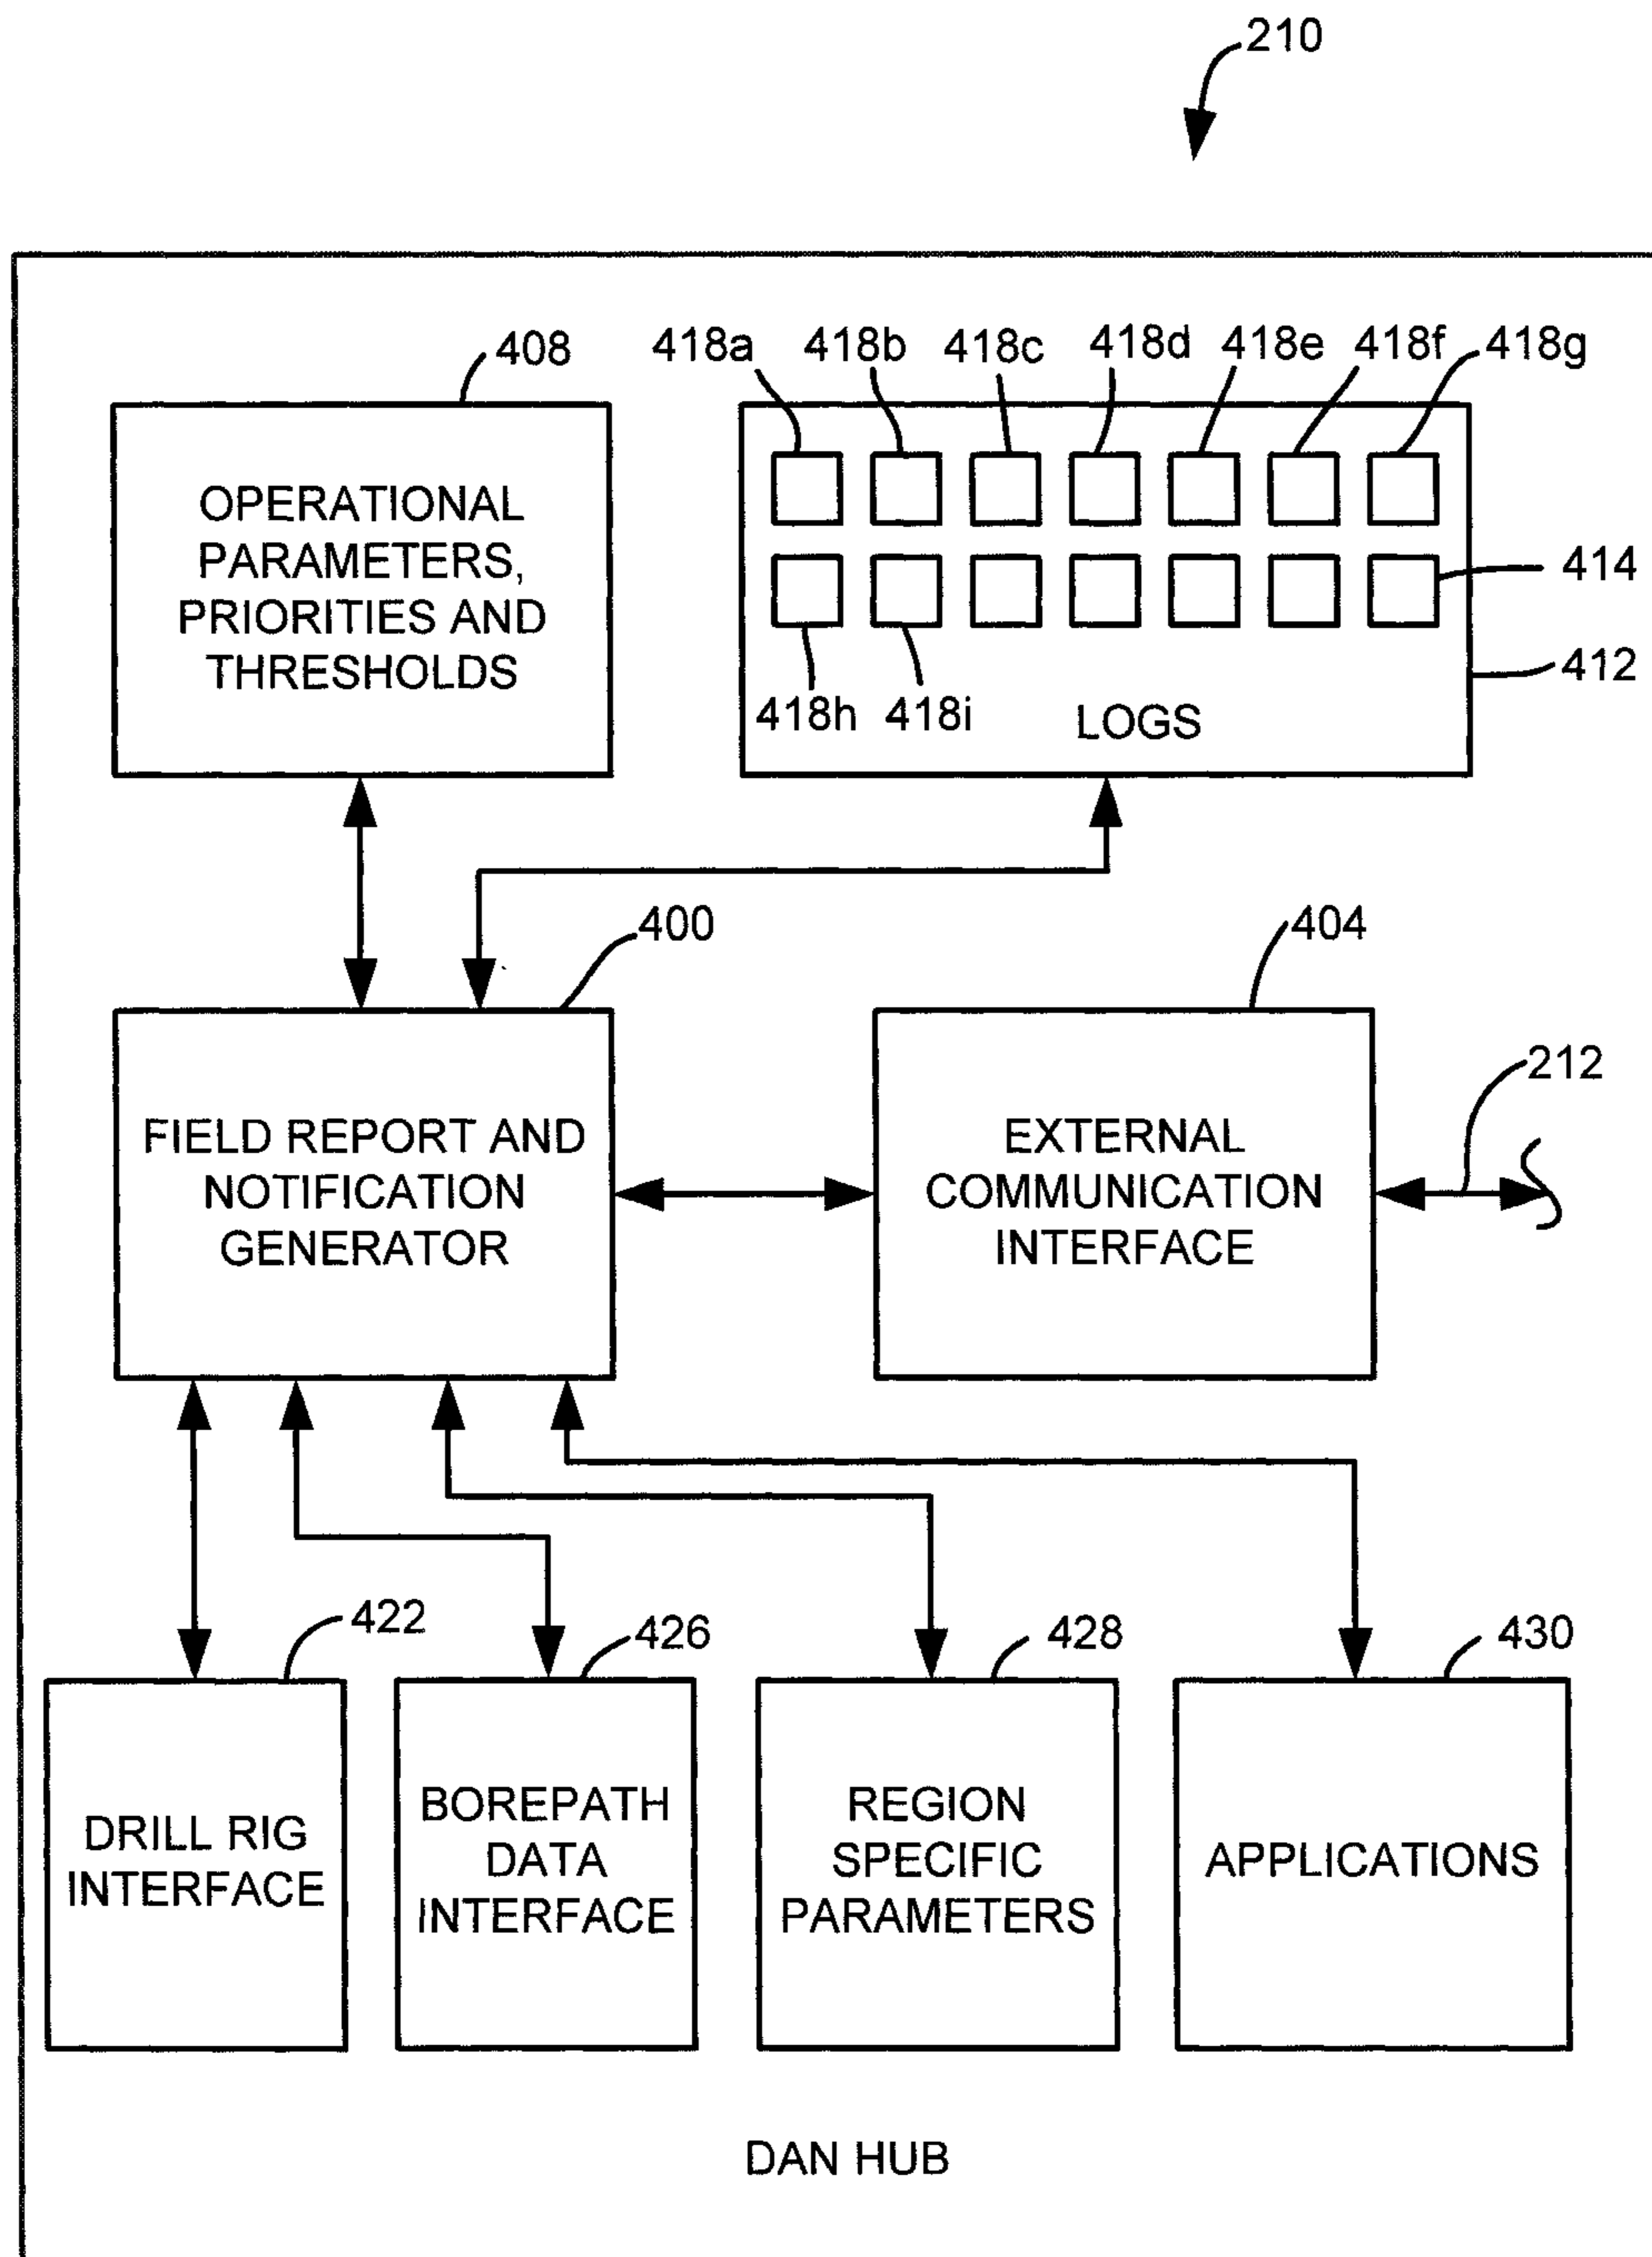 210
408
418a 418b 418c 418d 418e 418f 418g
OPERATIONAL
PARAMETERS,
PRIORITIES AND
THRESHOLDS
414
412
418h 418i
LOGS
400
404
212
FIELD REPORT AND
NOTIFICATION
GENERATOR
EXTERNAL
COMMUNICATION
INTERFACE
422
426
428
430
DRILL RIG
INTERFACE
BOREPATH
DATA
INTERFACE
REGION
SPECIFIC
PARAMETERS
APPLICATIONS
DAN HUB